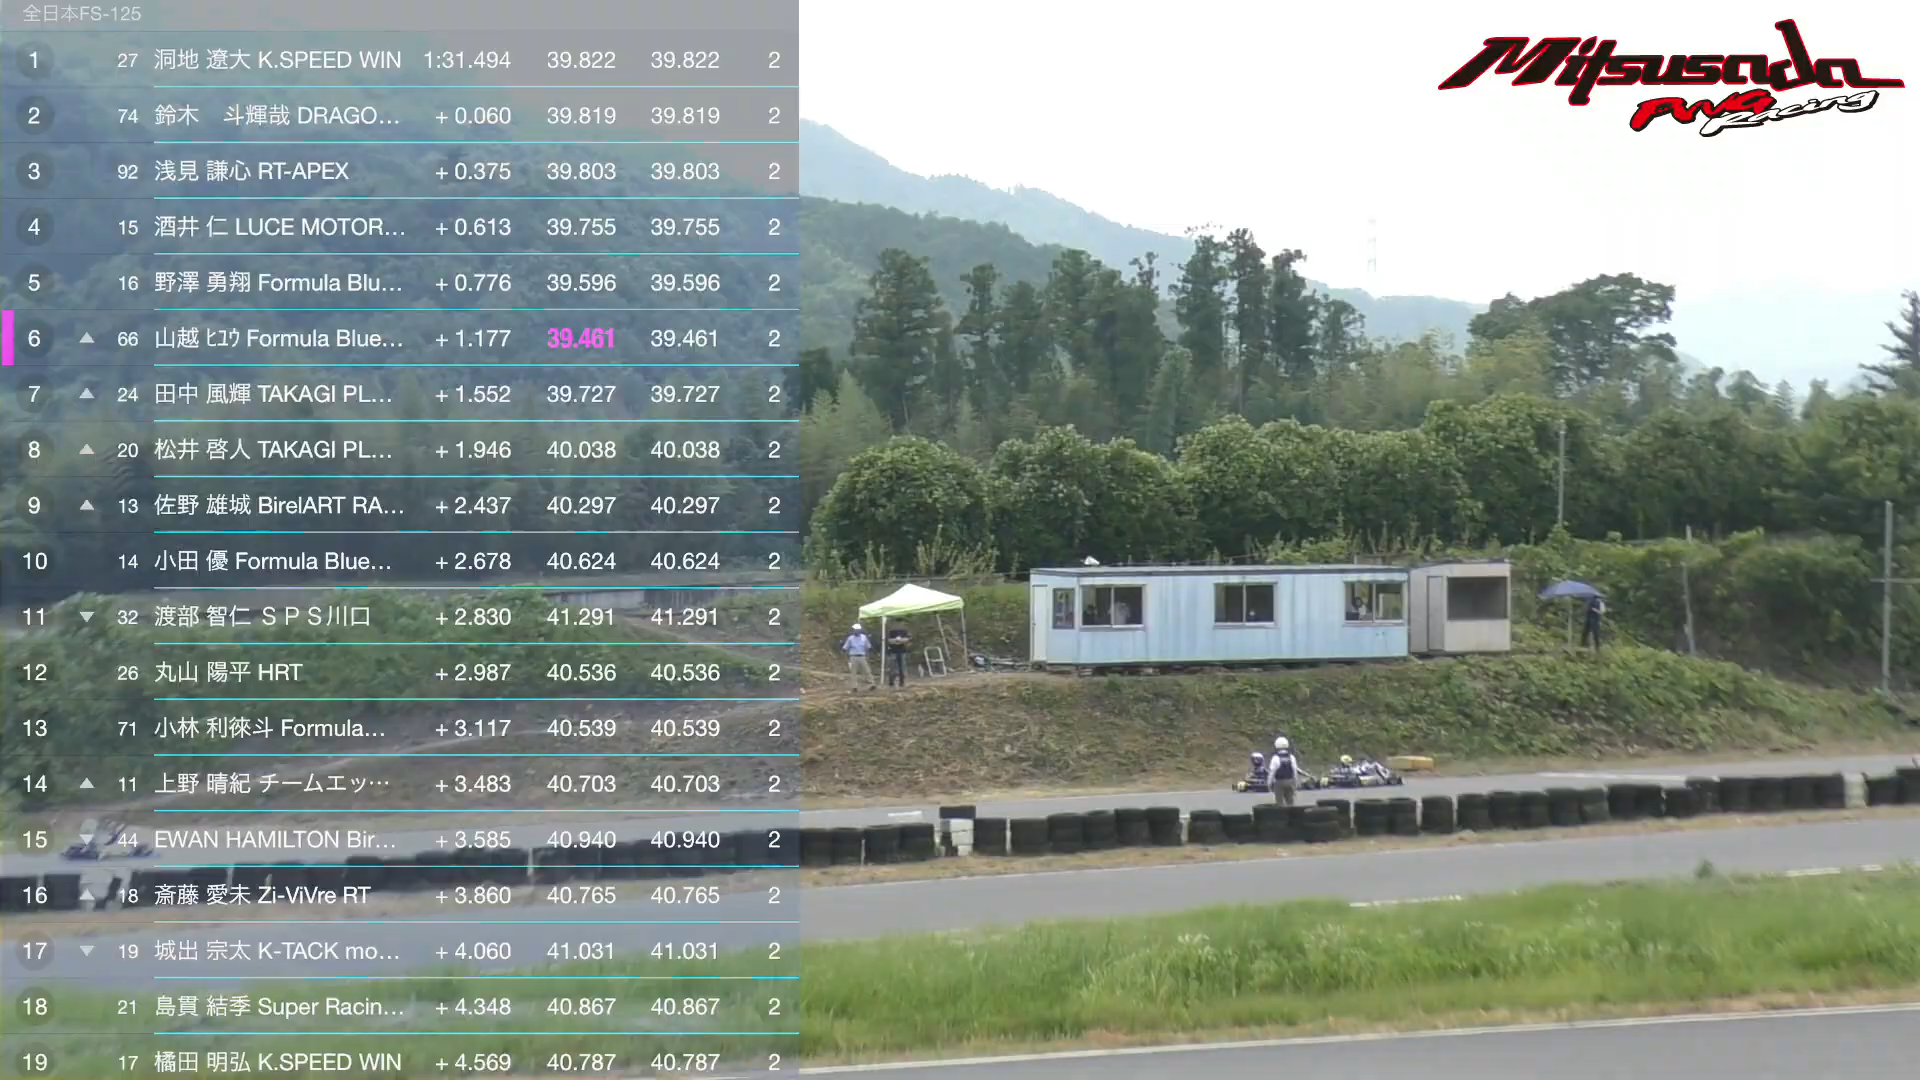 全日本FS-125
1 27 洞地 遼大 K.SPEED WIN 1:31.494 39.822 39.822 2
2 74 鈴木　斗輝哉 DRAGO... + 0.060 39.819 39.819 2
3 92 浅見 謙心 RT-APEX + 0.375 39.803 39.803 2
4 15 酒井 仁 LUCE MOTOR... + 0.613 39.755 39.755 2
5 16 野澤 勇翔 Formula Blu... + 0.776 39.596 39.596 2
6 ▲ 66 山越 ﾋﾕｳ Formula Blue... + 1.177 39.461 39.461 2
7 ▲ 24 田中 風輝 TAKAGI PL... + 1.552 39.727 39.727 2
8 ▲ 20 松井 啓人 TAKAGI PL... + 1.946 40.038 40.038 2
9 ▲ 13 佐野 雄城 BirelART RA... + 2.437 40.297 40.297 2
10 14 小田 優 Formula Blue... + 2.678 40.624 40.624 2
11 ▼ 32 渡部 智仁 ＳＰＳ川口 + 2.830 41.291 41.291 2
12 26 丸山 陽平 HRT + 2.987 40.536 40.536 2
13 71 小林 利徠斗 Formula... + 3.117 40.539 40.539 2
14 ▲ 11 上野 晴紀 チームエッ… + 3.483 40.703 40.703 2
15 ▼ 44 EWAN HAMILTON Bir... + 3.585 40.940 40.940 2
16 ▲ 18 斎藤 愛未 Zi-ViVre RT + 3.860 40.765 40.765 2
17 ▼ 19 城出 宗太 K-TACK mo... + 4.060 41.031 41.031 2
18 21 島貫 結季 Super Racin... + 4.348 40.867 40.867 2
19 17 橘田 明弘 K.SPEED WIN + 4.569 40.787 40.787 2
Mitsusada
PWG Racing